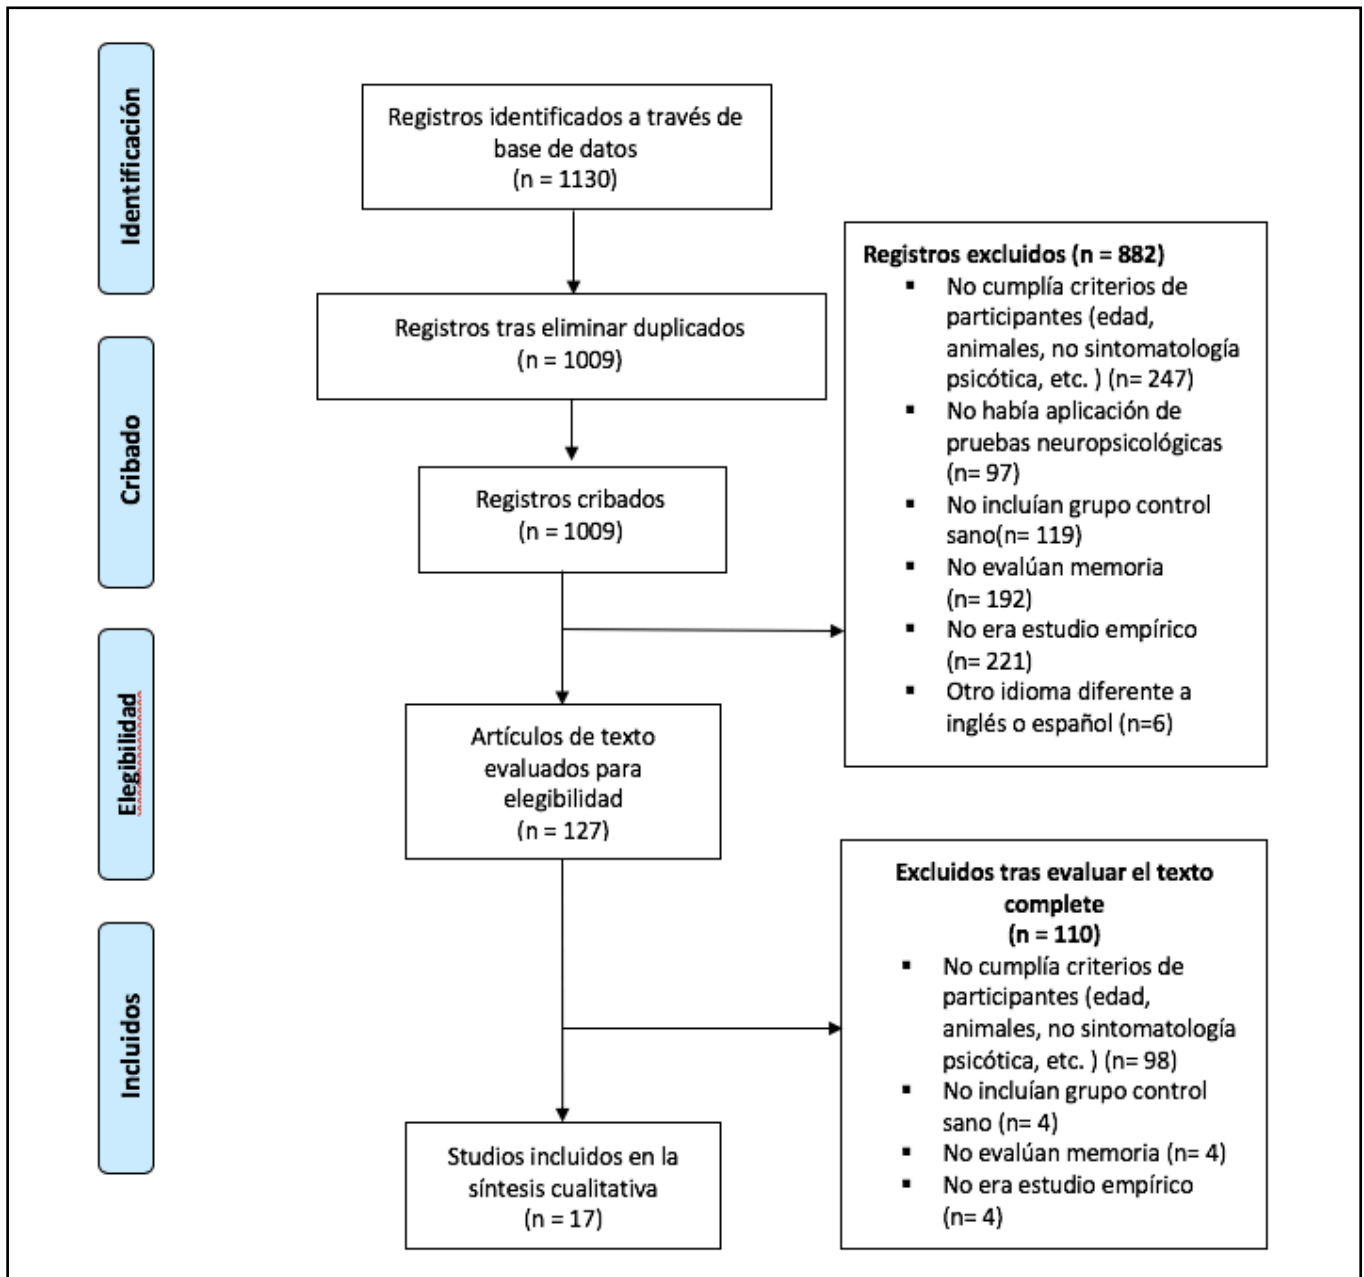 Identificación
Registros identificados a través de
base de datos
(n = 1130)
Registros tras eliminar duplicados
(n = 1009)
Cribado
Registros cribados
(n = 1009)
Registros excluidos (n = 882)
▪ No cumplía criterios de
participantes (edad,
animales, no sintomatología
psicótica, etc. ) (n= 247)
▪ No había aplicación de
pruebas neuropsicológicas
(n= 97)
▪ No incluían grupo control
sano(n= 119)
▪ No evalúan memoria
(n= 192)
▪ No era estudio empírico
(n= 221)
▪ Otro idioma diferente a
inglés o español (n=6)
Elegibilidad
Artículos de texto
evaluados para
elegibilidad
(n = 127)
Excluidos tras evaluar el texto
complete
(n = 110)
▪ No cumplía criterios de
participantes (edad,
animales, no sintomatología
psicótica, etc. ) (n= 98)
▪ No incluían grupo control
sano (n= 4)
▪ No evalúan memoria (n= 4)
▪ No era estudio empírico
(n= 4)
Incluidos
Studios incluidos en la
síntesis cualitativa
(n = 17)